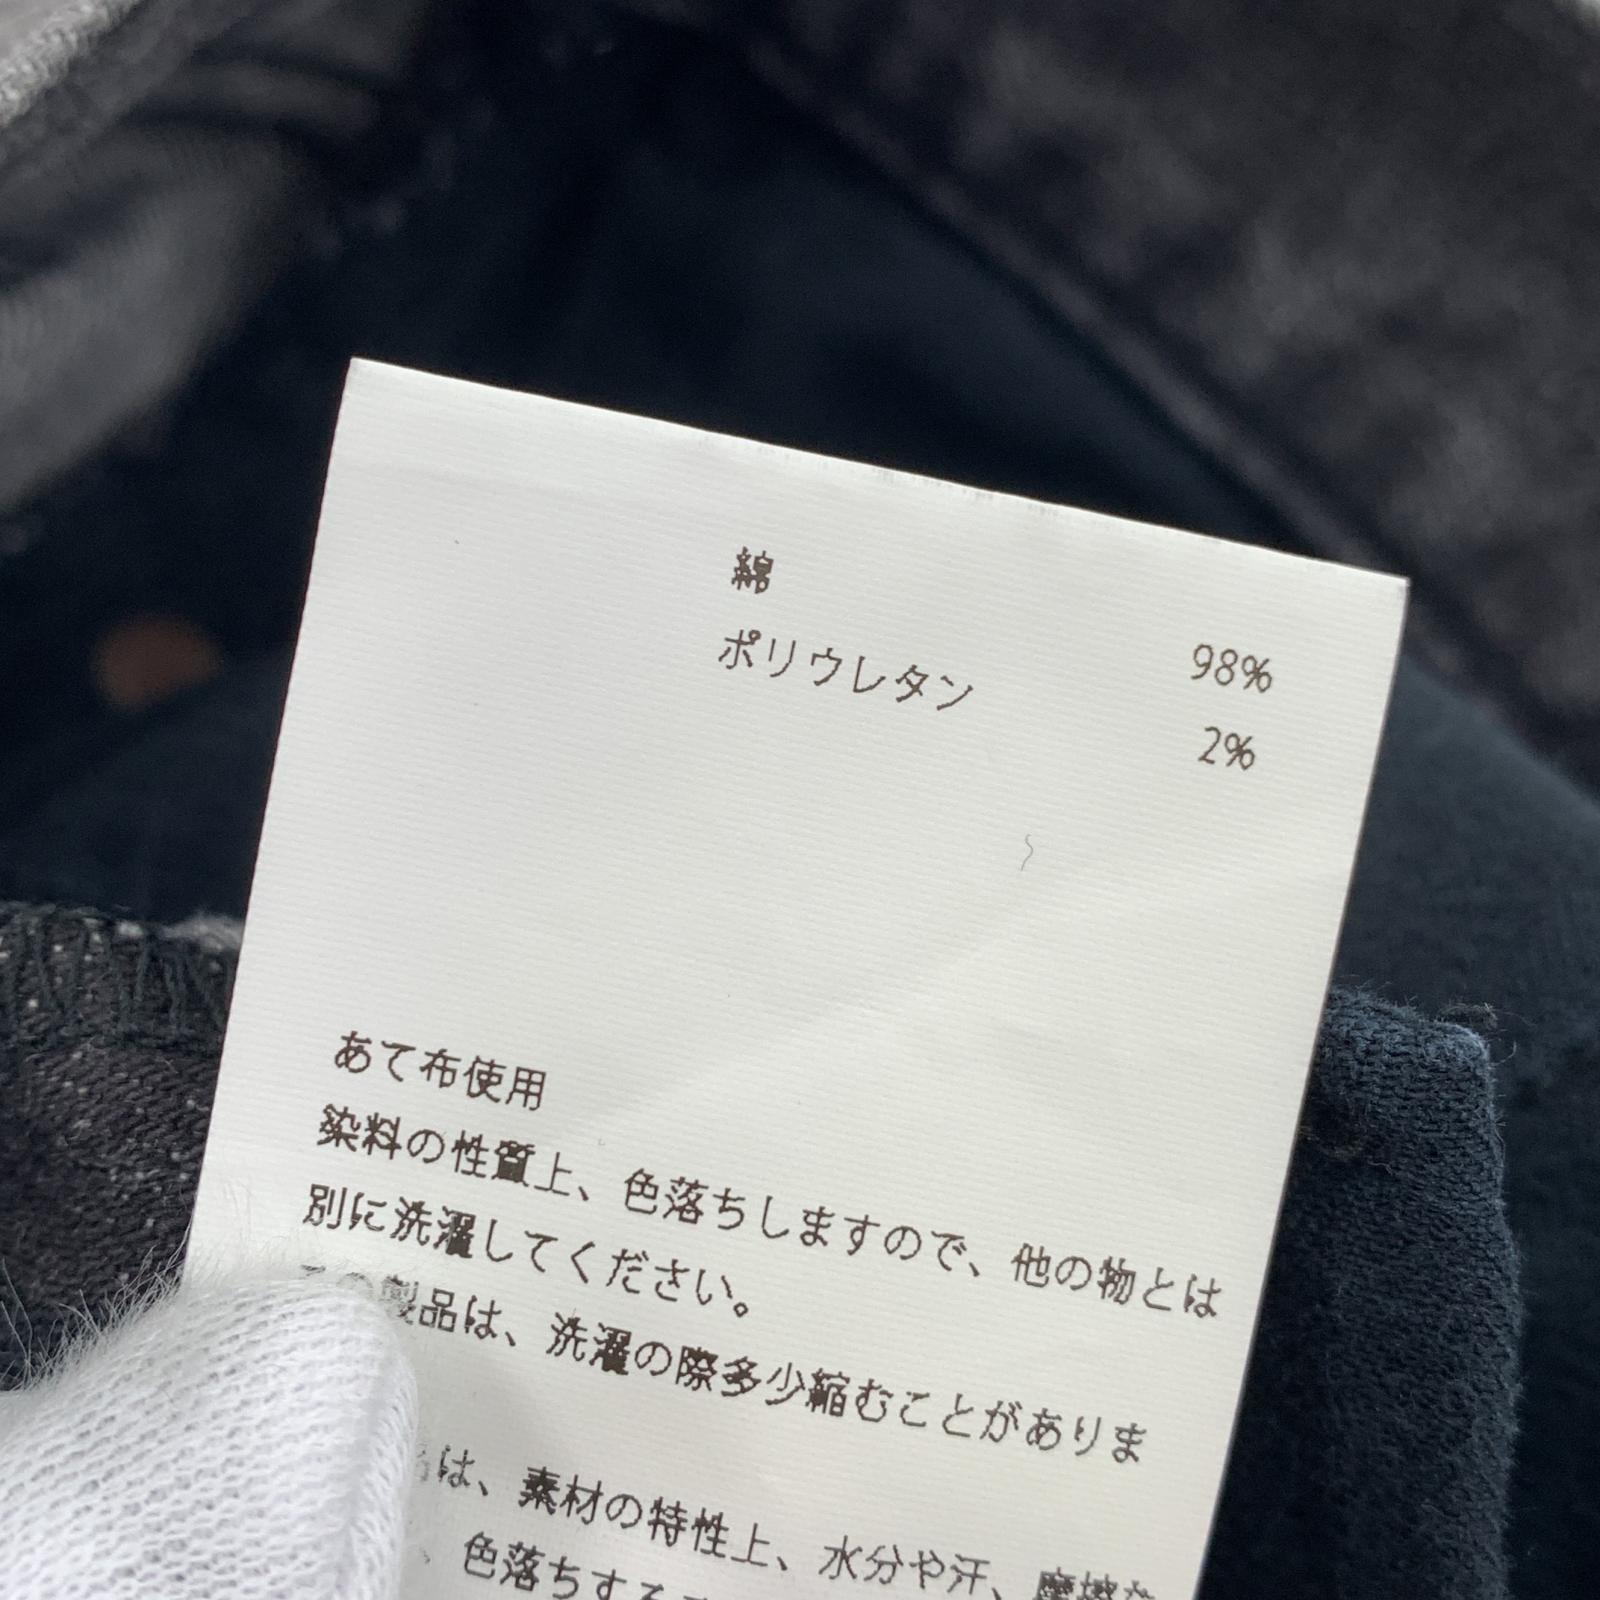 綿 98%
ポリウレタン 2%
あて布使用
染料の性質上、色落ちしますので、他の物とは
別に洗濯してください。
製品は、洗濯の際多少縮むことがありま
は、素材の特性上、水分や汗、摩擦な
色落ちする